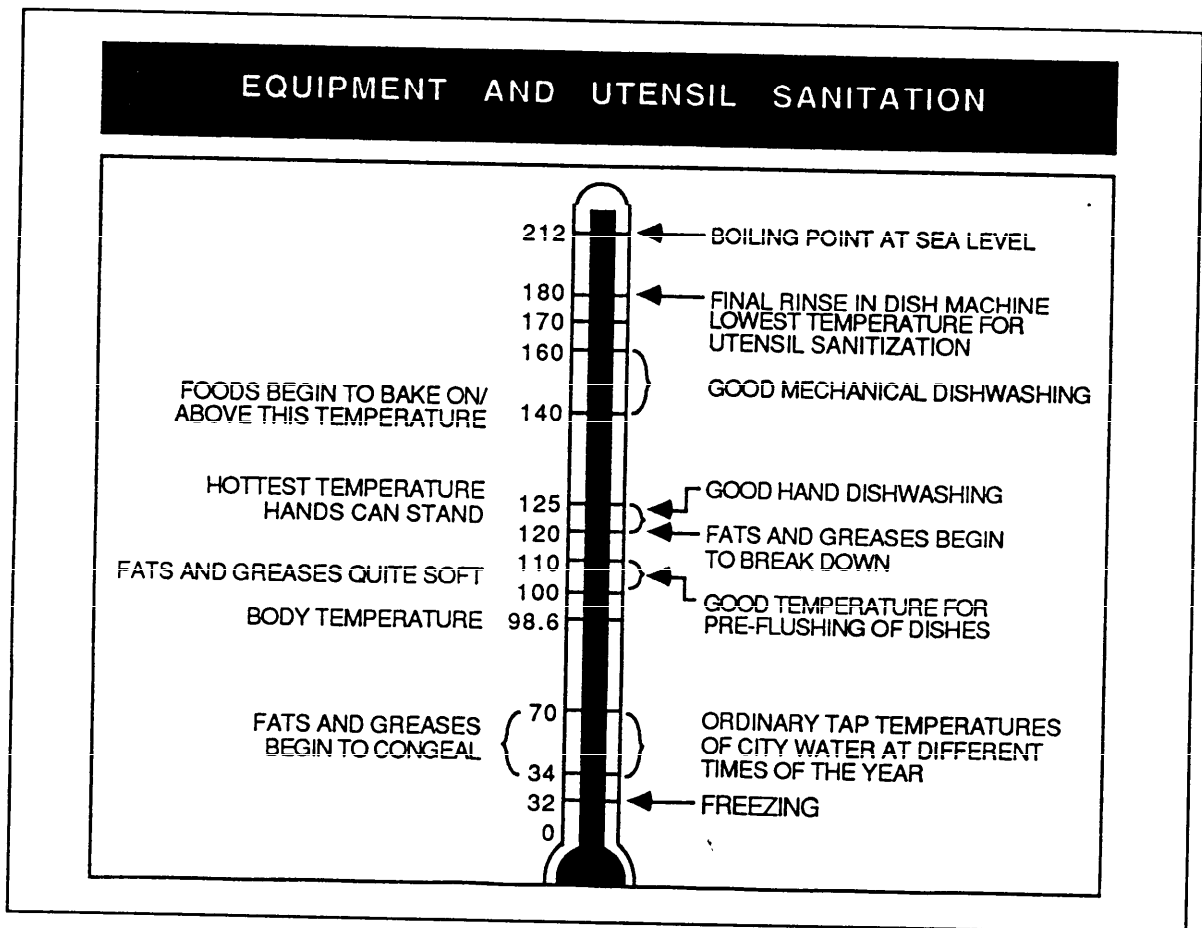 EQUIPMENT AND UTENSIL SANITATION
212
BOILING POINT AT SEA LEVEL
180
FINAL RINSE IN DISH MACHINE
LOWEST TEMPERATURE FOR
UTENSIL SANITIZATION
170
160
GOOD MECHANICAL DISHWASHING
FOODS BEGIN TO BAKE ON/
ABOVE THIS TEMPERATURE
140
HOTTEST TEMPERATURE
HANDS CAN STAND
125
GOOD HAND DISHWASHING
120
FATS AND GREASES BEGIN
TO BREAK DOWN
110
FATS AND GREASES QUITE SOFT
100
GOOD TEMPERATURE FOR
PRE-FLUSHING OF DISHES
BODY TEMPERATURE
98.6
70
FATS AND GREASES
BEGIN TO CONGEAL
ORDINARY TAP TEMPERATURES
OF CITY WATER AT DIFFERENT
TIMES OF THE YEAR
34
32
FREEZING
0